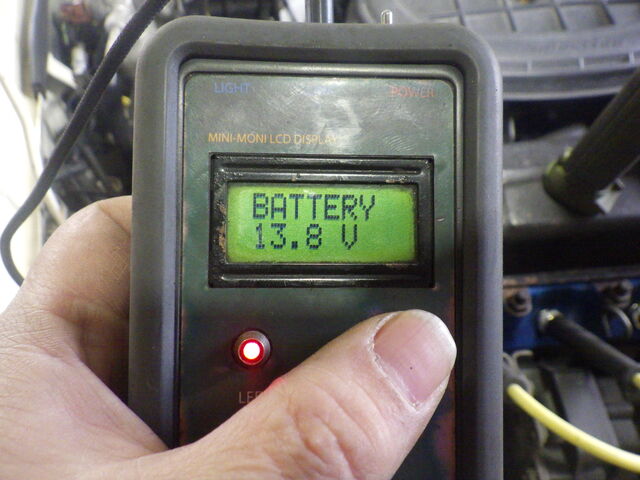 LIGHT
POWER
MINI-MONI LCD DISPLAY
BATTERY
13.8 V